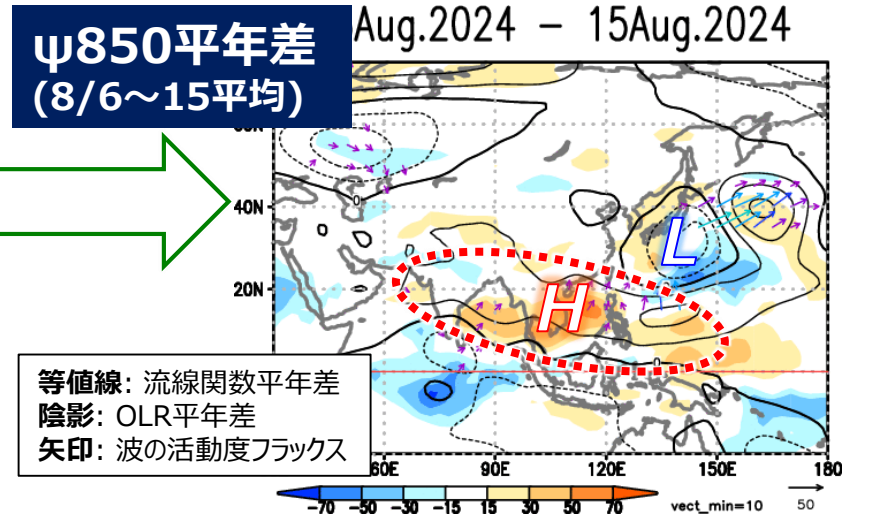 Aug.2024 - 15Aug.2024
ψ850平年差
(8/6～15平均)
40N
20N
0
0
L
H
等値線: 流線関数平年差
陰影: OLR平年差
矢印: 波の活動度フラックス
60E 90E 120E 150E 180
-70 -50 -30 -15 15 30 50 70
vect_min=10
50